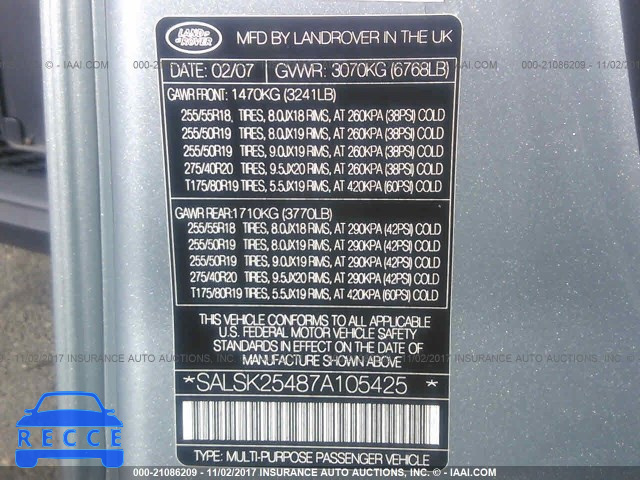 LAND
ROVER
MFD BY LANDROVER IN THE UK
DATE: 02/07 GVWR: 3070KG (6768LB)
GAWR FRONT: 1470KG (3241LB)
255/55R18, TIRES, 8.0JX18 RIMS, AT 260KPA (38PSI) COLD
255/50R19 TIRES, 8.0JX19 RIMS, AT 260KPA (38PSI) COLD
255/50R19 TIRES, 9.0JX19 RIMS, AT 260KPA (38PSI) COLD
275/40R20 TIRES, 9.5JX20 RIMS, AT 260KPA (38PSI) COLD
T175/80R19 TIRES, 5.5JX19 RIMS, AT 420KPA (60PSI) COLD
GAWR REAR: 1710KG (3770LB)
255/55R18 TIRES, 8.0JX18 RIMS, AT 290KPA (42PSI) COLD
255/50R19 TIRES, 8.0JX19 RIMS, AT 290KPA (42PSI) COLD
255/50R19 TIRES, 9.0JX19 RIMS, AT 290KPA (42PSI) COLD
275/40R20 TIRES, 9.5JX20 RIMS, AT 290KPA (42PSI) COLD
T175/80R19 TIRES, 5.5JX19 RIMS, AT 420KPA (60PSI) COLD
THIS VEHICLE CONFORMS TO ALL APPLICABLE
U.S. FEDERAL MOTOR VEHICLE SAFETY
STANDARDS IN EFFECT ON THE DATE OF
MANUFACTURE SHOWN ABOVE
*SALSK25487A105425 *
TYPE: MULTI-PURPOSE PASSENGER VEHICLE
RECCE
000-21086209 - 11/02/2017 INSURANCE AUTO AUCTIONS, INC. - © IAAI.COM